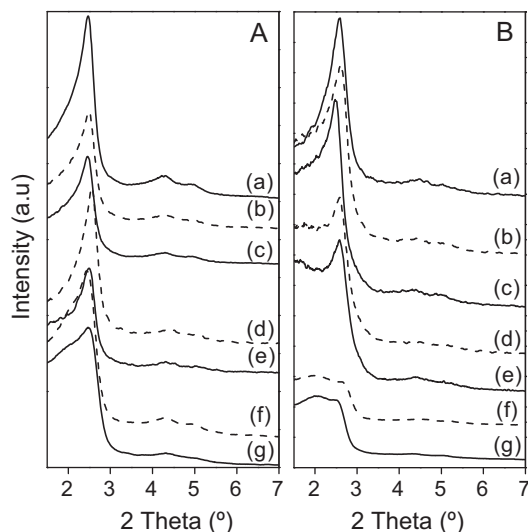 A
B
Intensity (a.u)
(a)
(b)
(c)
(d)
(e)
(f)
(g)
(a)
(b)
(c)
(d)
(e)
(f)
(g)
2 3 4 5 6 7
2 3 4 5 6 7
2 Theta (º)
2 Theta (º)